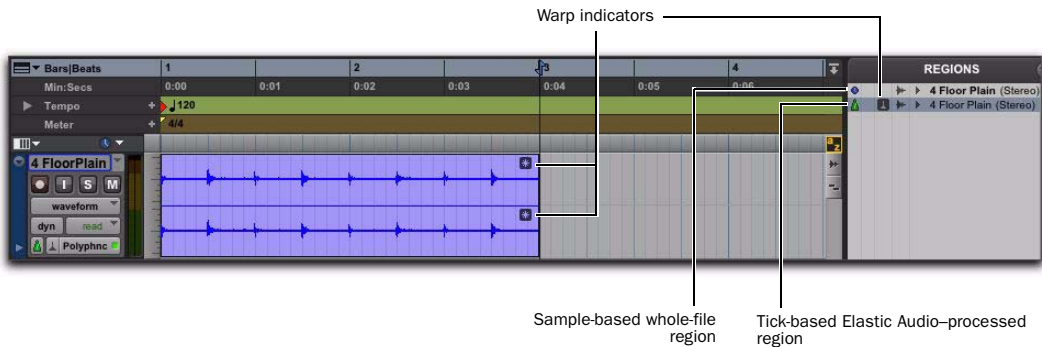 Warp indicators
Bars|Beats 1 2 3 4
Min:Secs 0:00 0:01 0:02 0:03 0:04 0:05 0:06
Tempo + 120
Meter + 4/4
REGIONS
4 Floor Plain (Stereo)
4 Floor Plain (Stereo)
a
z
4 FloorPlain
I S M
waveform
dyn read
Polyphnc
Sample-based whole-file
region
Tick-based Elastic Audio–processed
region